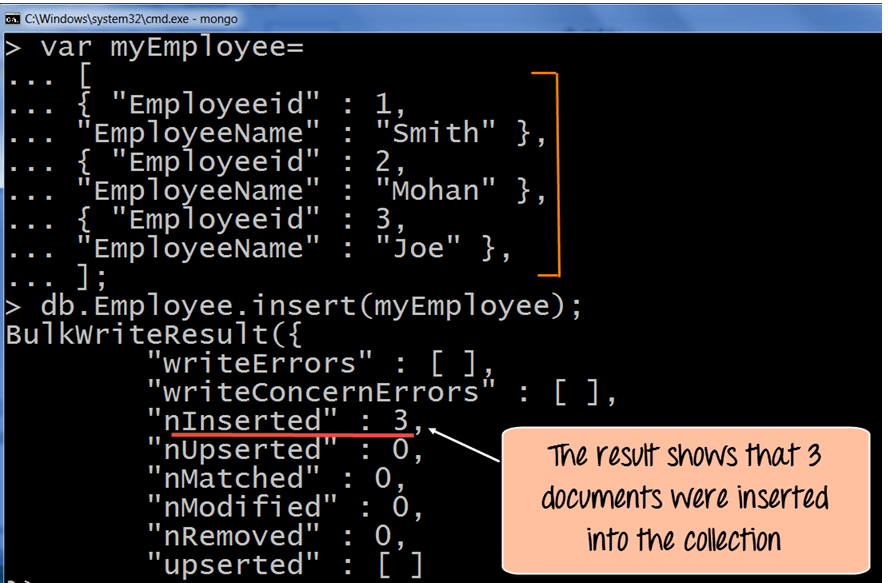 C:\Windows\system32\cmd.exe - mongo
> var myEmployee=
... [
... { "Employeeid" : 1,
... "EmployeeName" : "Smith" },
... { "Employeeid" : 2,
... "EmployeeName" : "Mohan" },
... { "Employeeid" : 3,
... "EmployeeName" : "Joe" },
... ];
> db.Employee.insert(myEmployee);
BulkWriteResult({
"writeErrors" : [ ],
"writeConcernErrors" : [ ],
"nInserted" : 3,
"nUpserted" : 0,
"nMatched" : 0,
"nModified" : 0,
"nRemoved" : 0,
"upserted" : [ ]
The result shows that 3
documents were inserted
into the collection